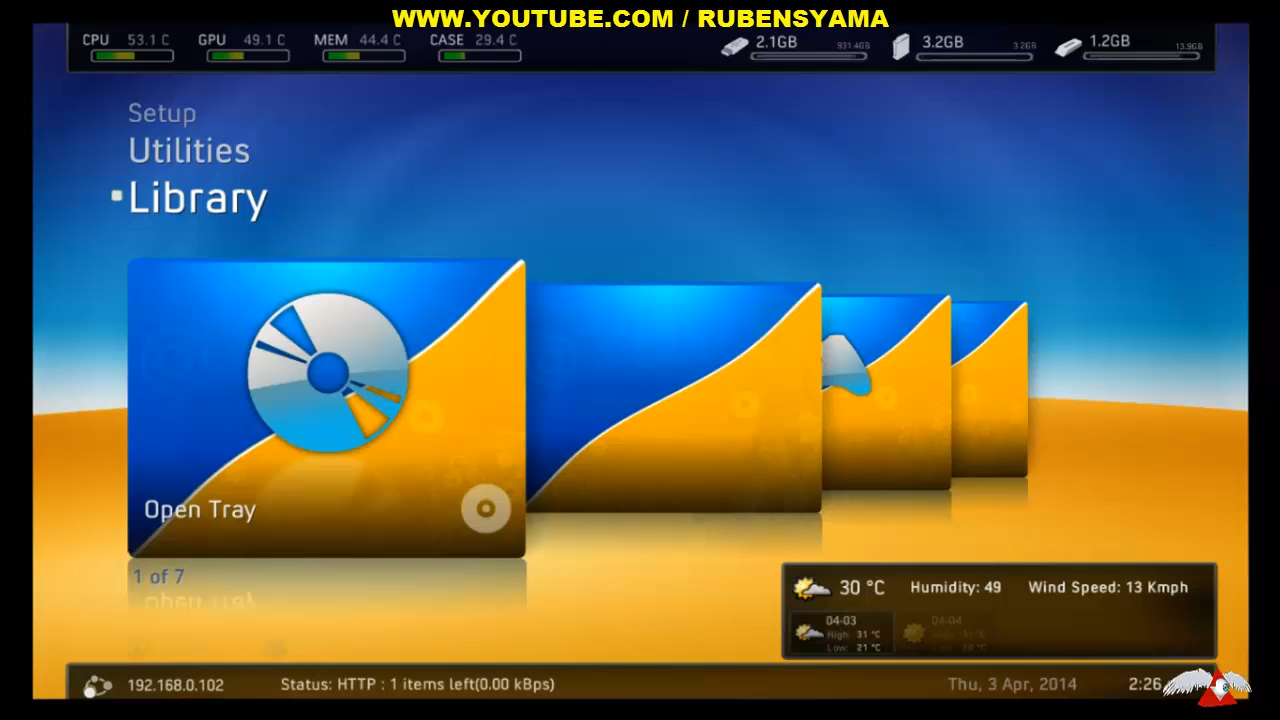 WWW.YOUTUBE.COM / RUBENSYAMA
CPU 53.1 C GPU 49.1 C MEM 44.4 C CASE 29.4 C 2.1GB 931.4GB 3.2GB 3.2GB 1.2GB 13.9GB
Setup
Utilities
Library
Open Tray
1 of 7
30 °C Humidity: 49 Wind Speed: 13 Kmph
04-03 04-04
High: 31 °C
Low: 21 °C
192.168.0.102 Status: HTTP : 1 items left(0.00 kBps) Thu, 3 Apr, 2014 2:26